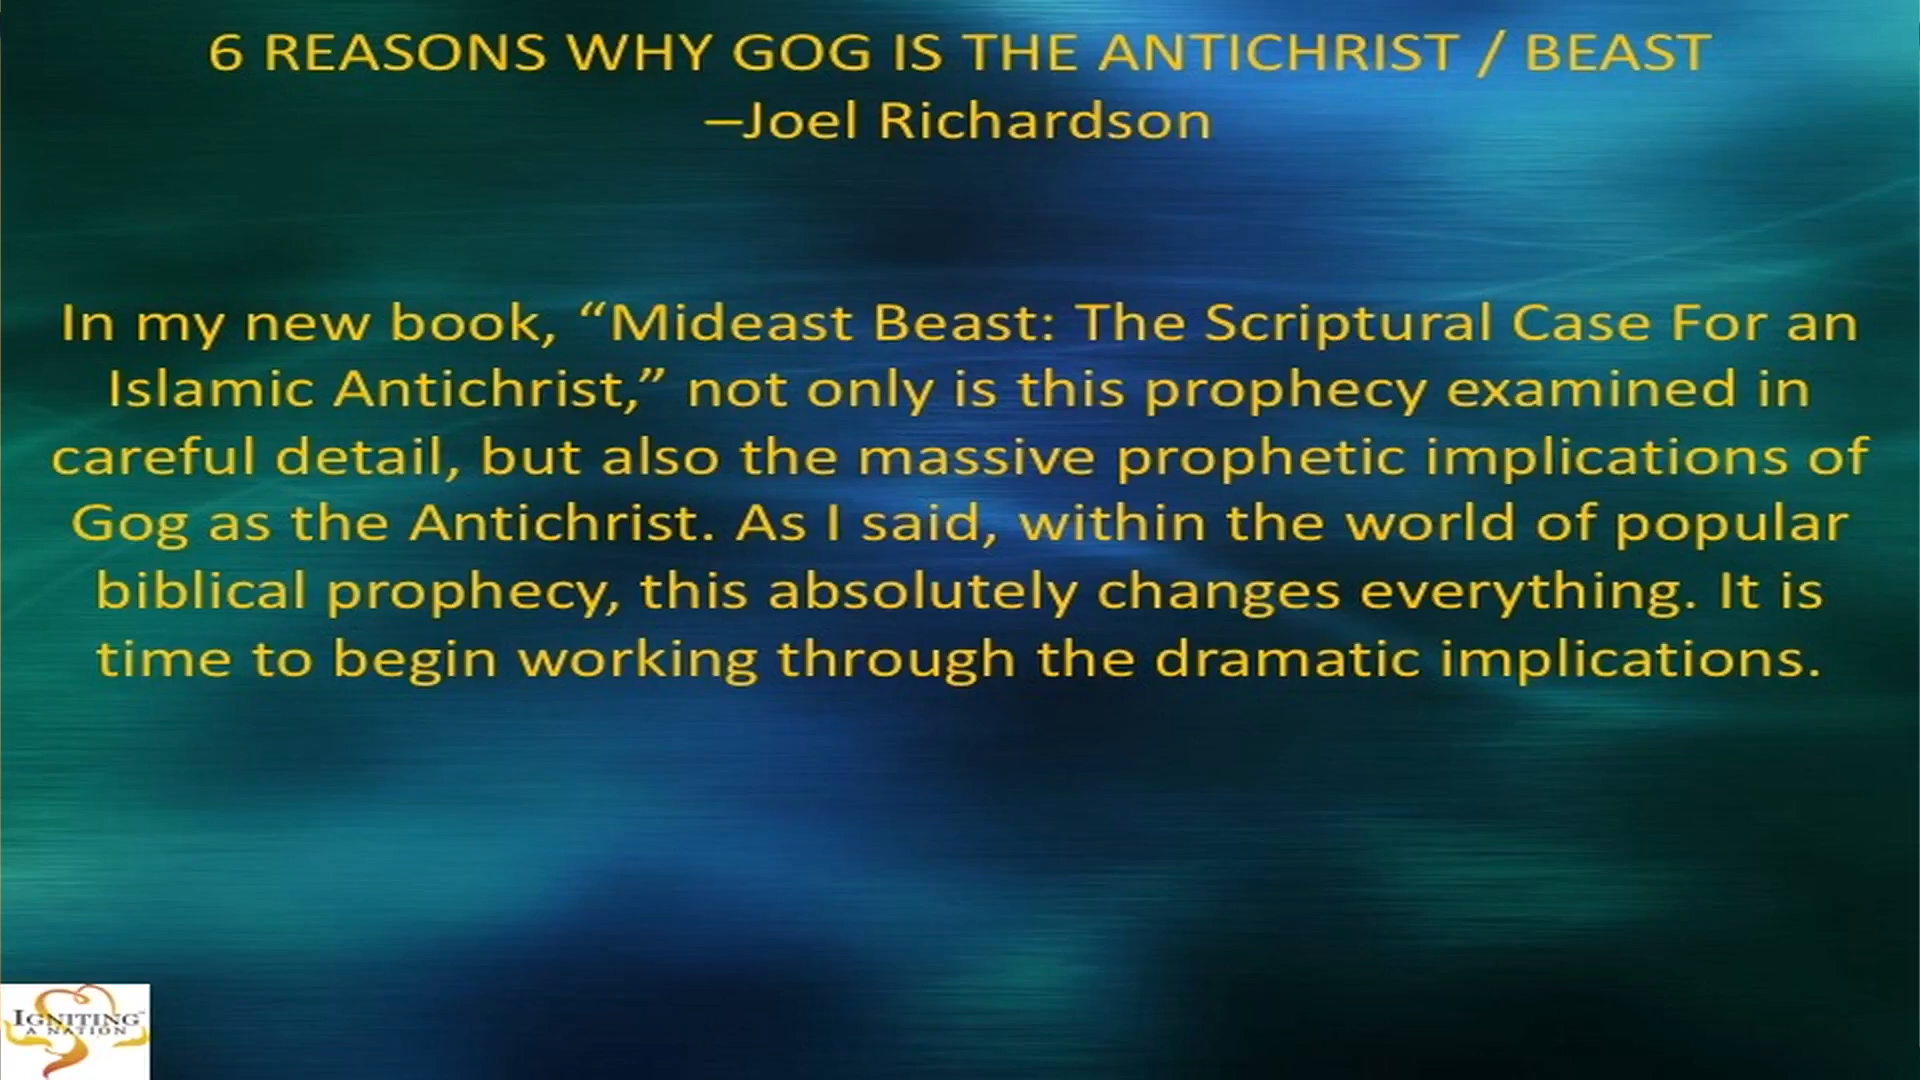 6 REASONS WHY GOG IS THE ANTICHRIST / BEAST
–Joel Richardson
In my new book, “Mideast Beast: The Scriptural Case For an
Islamic Antichrist,” not only is this prophecy examined in
careful detail, but also the massive prophetic implications of
Gog as the Antichrist. As I said, within the world of popular
biblical prophecy, this absolutely changes everything. It is
time to begin working through the dramatic implications.
IGNITING
A NATION